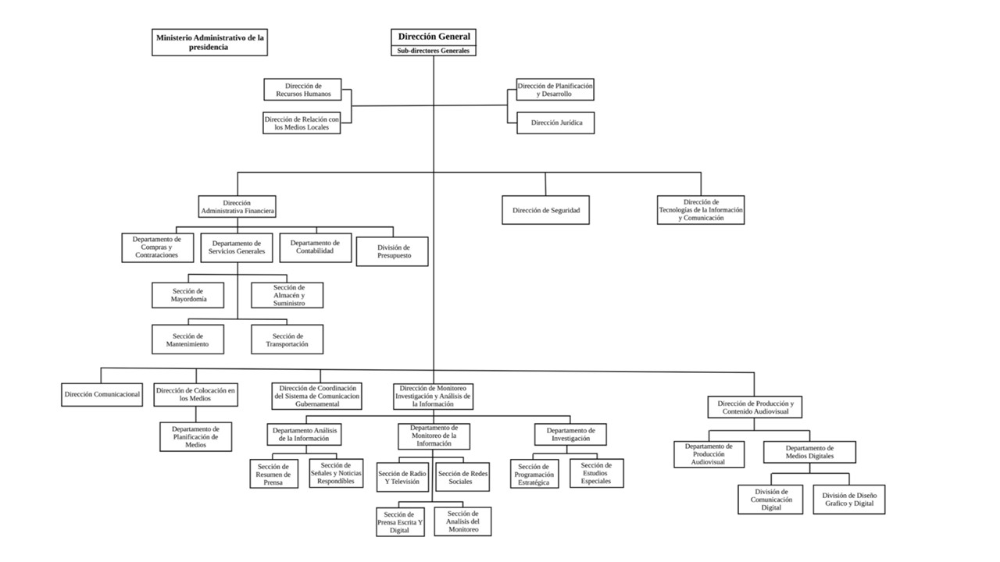 Ministerio Administrativo de la
presidencia
Dirección General
Sub-directores Generales
Dirección de
Recursos Humanos
Dirección de Planificación
y Desarrollo
Dirección de Relación con
los Medios Locales
Dirección Jurídica
Dirección
Administrativa Financiera
Dirección de Seguridad
Dirección de
Tecnologías de la Información
y Comunicación
Departamento de
Compras y
Contrataciones
Departamento de
Servicios Generales
Departamento de
Contabilidad
División de
Presupuesto
Sección de
Mayordomía
Sección de
Almacén y
Suministro
Sección de
Mantenimiento
Sección de
Transportación
Dirección Comunicacional
Dirección de Colocación en
los Medios
Dirección de Coordinación
del Sistema de Comunicacion
Gubernamental
Dirección de Monitoreo
Investigación y Análisis de
la Información
Dirección de Producción y
Contenido Audiovisual
Departamento de
Planificación de
Medios
Departamento Análisis
de la Información
Departamento de
Monitoreo de la
Información
Departamento de
Investigación
Departamento de
Producción
Audiovisual
Departamento de
Medios Digitales
Sección de
Resumen de
Prensa
Sección de
Señales y Noticias
Respondibles
Sección de Radio
Y Televisión
Sección de Redes
Sociales
Sección de
Programación
Estratégica
Sección de
Estudios
Especiales
División de
Comunicación
Digital
División de Diseño
Grafico y Digital
Sección de
Prensa Escrita Y
Digital
Sección de
Analisis del
Monitoreo